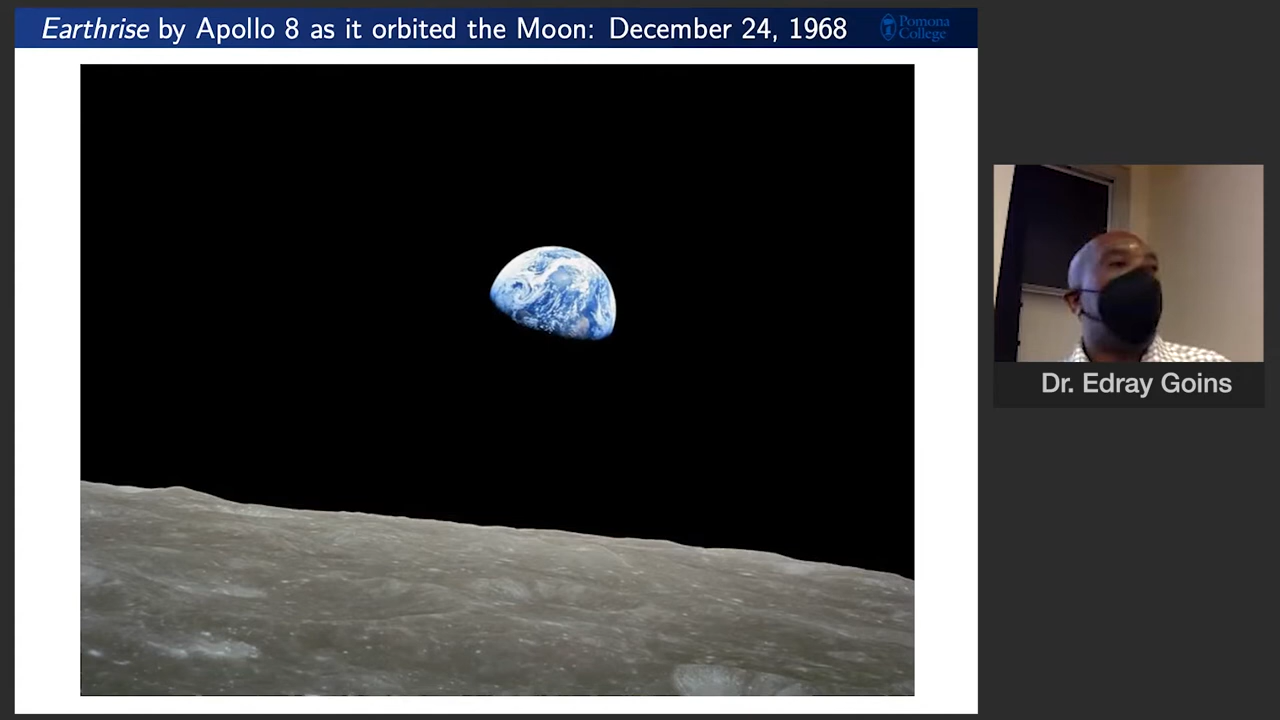 Earthrise by Apollo 8 as it orbited the Moon: December 24, 1968
Pomona
College
Dr. Edray Goins